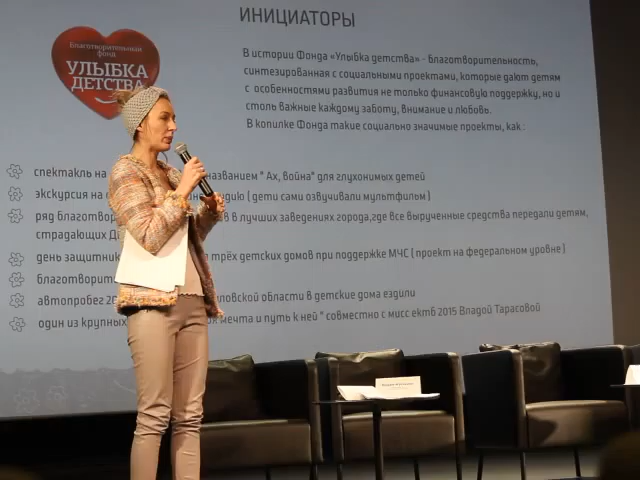 ИНИЦИАТОРЫ
Благотворительный
фонд
УЛЫБКА
ДЕТСТВА
В истории Фонда «Улыбка детства» - благотворительность,
синтезированная с социальными проектами, которые дают детям
с особенностями развития не только финансовую поддержку, но и
столь важные каждому заботу, внимание и любовь.
В копилке Фонда такие социально значимые проекты, как :
спектакль на названием " Ах, война" для глухонимых детей
экскурсия на ( дети сами озвучивали мультфильм )
ряд благотвор в в лучших заведениях города,где все вырученные средства передали детям,
страдающих
день защитник трёх детских домов при поддержке МЧС ( проект на федеральном уровне )
благотворит
автопробег ловской области в детские дома ездили
один из крупных мечта и путь к ней " совместно с мисс ектб 2015 Владой Тарасовой